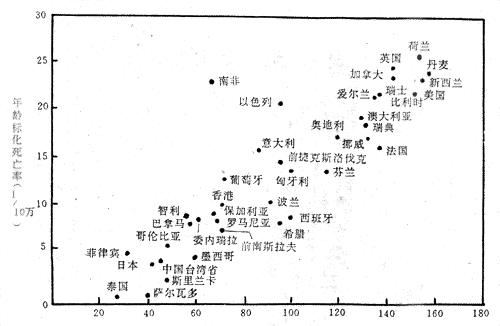 年龄标化死亡率(1/10万)
30
25
20
15
10
5
0
荷兰
英国
丹麦
加拿大
新西兰
南非
爱尔兰
瑞士
美国
比利时
以色列
澳大利亚
奥地利
瑞典
意大利
挪威
法国
前捷克斯洛伐克
葡萄牙
匈牙利
芬兰
香港
波兰
智利
保加利亚
西班牙
巴拿马
罗马尼亚
希腊
哥伦比亚
委内瑞拉
前南斯拉夫
菲律宾
墨西哥
日本
中国台湾省
斯里兰卡
泰国
萨尔瓦多
0
20
40
60
80
100
120
140
160
180